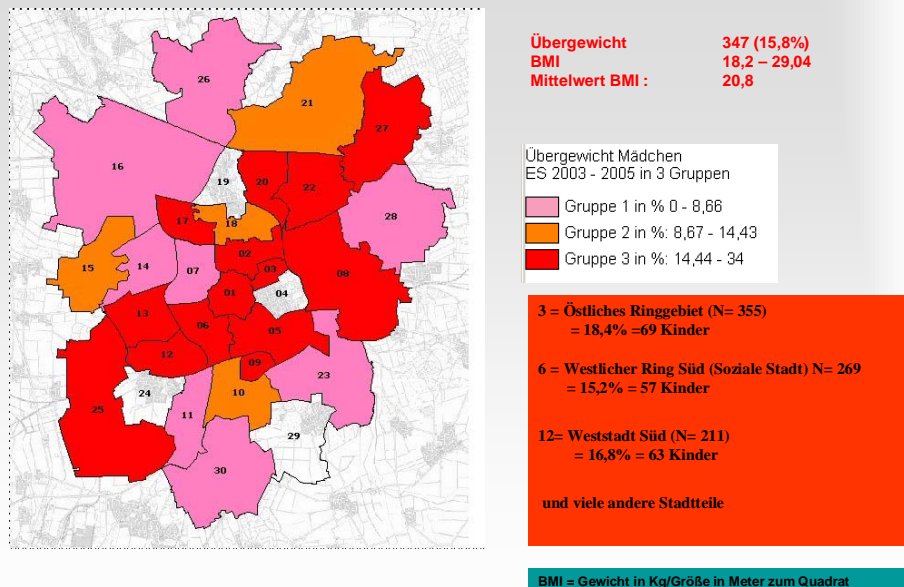 Übergewicht 347 (15,8%)
BMI 18,2 – 29,04
Mittelwert BMI : 20,8
Übergewicht Mädchen
ES 2003 - 2005 in 3 Gruppen
Gruppe 1 in % 0 - 8,66
Gruppe 2 in %: 8,67 - 14,43
Gruppe 3 in %: 14,44 - 34
3 = Östliches Ringgebiet (N= 355)
= 18,4% =69 Kinder
6 = Westlicher Ring Süd (Soziale Stadt) N= 269
= 15,2% = 57 Kinder
12= Weststadt Süd (N= 211)
= 16,8% = 63 Kinder
und viele andere Stadtteile
BMI = Gewicht in Kg/Größe in Meter zum Quadrat
26
21
27
16
19
20
22
28
17
18
15
14
07
02
03
08
01
04
13
06
05
12
09
23
25
24
11
10
29
30